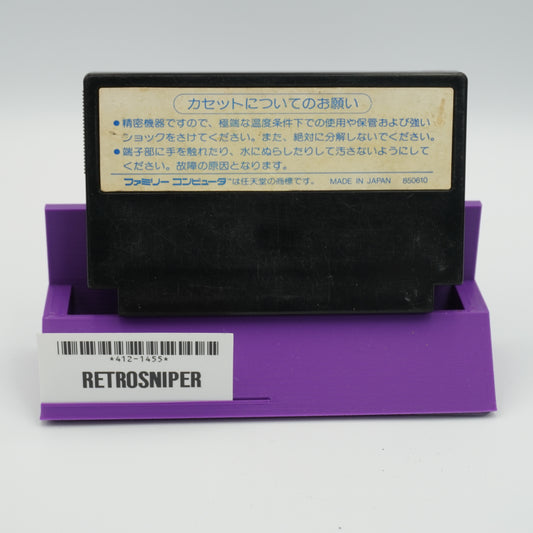 カセットについてのお願い
●精密機器ですので、極端な温度条件下での使用や保管および強い
ショックをさけてください。また、絶対に分解しないでください。
●端子部に手を触れたり、水にぬらしたりして汚さないようにして
ください。故障の原因となります。
ファミリーコンピュータ™は任天堂の商標です。 MADE IN JAPAN 850610
*412-1455*
RETROSNIPER